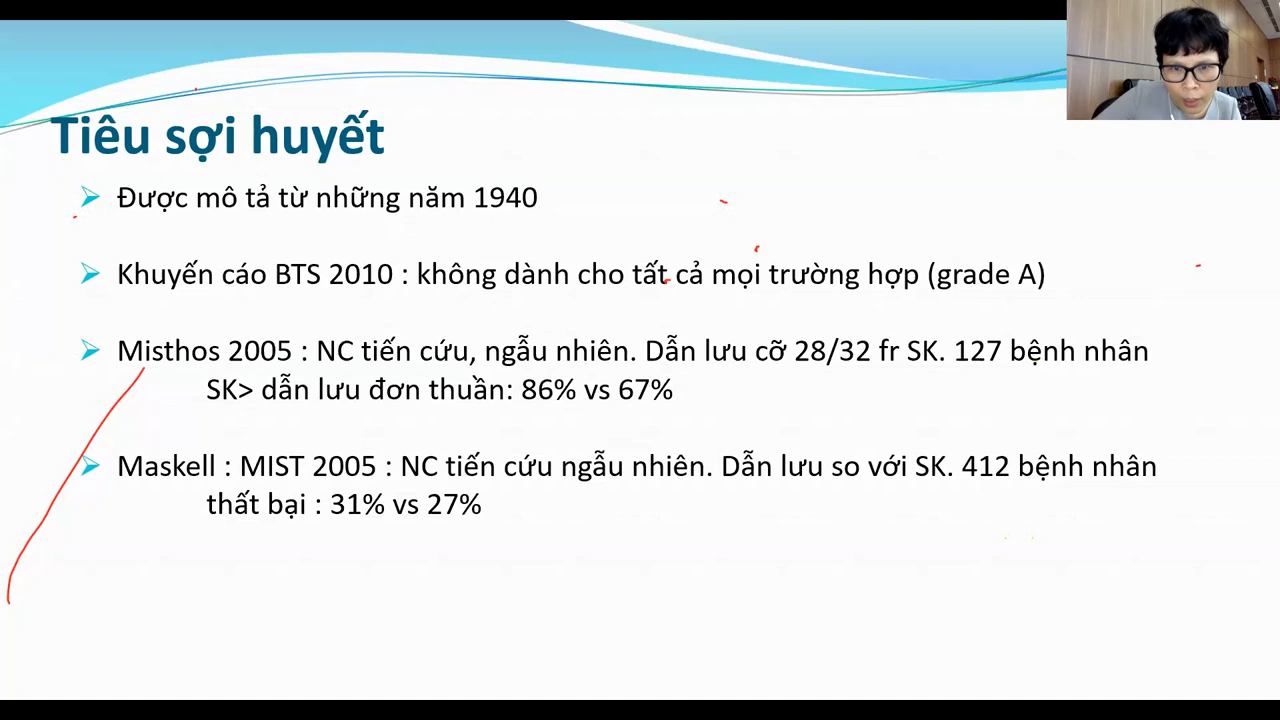 Tiêu sợi huyết
Được mô tả từ những năm 1940
Khuyến cáo BTS 2010 : không dành cho tất cả mọi trường hợp (grade A)
Misthos 2005 : NC tiến cứu, ngẫu nhiên. Dẫn lưu cỡ 28/32 fr SK. 127 bệnh nhân
SK> dẫn lưu đơn thuần: 86% vs 67%
Maskell : MIST 2005 : NC tiến cứu ngẫu nhiên. Dẫn lưu so với SK. 412 bệnh nhân
thất bại : 31% vs 27%